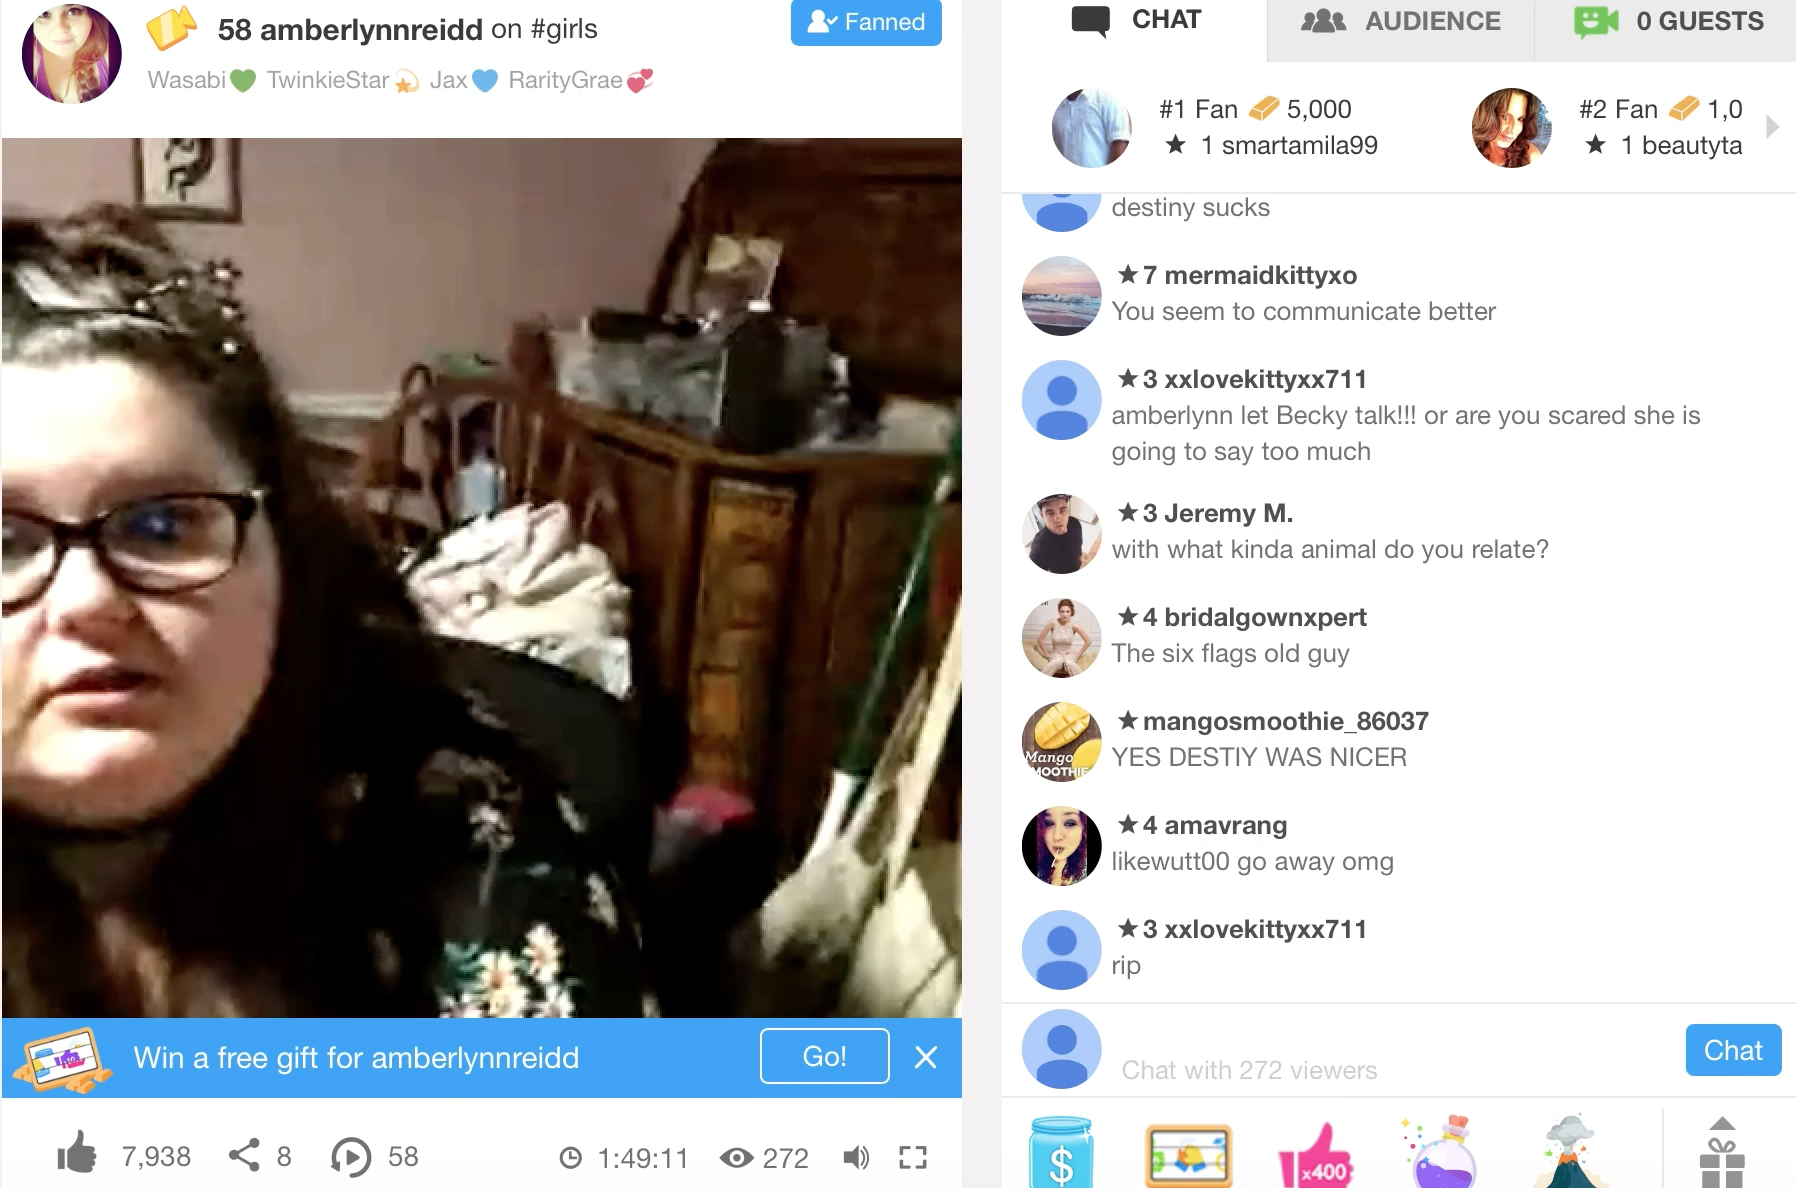 58 amberlynnreidd on #girls
Wasabi💚 TwinkieStar💫 Jax💙 RarityGrae💞
Fanned
Win a free gift for amberlynnreidd
Go!
7,938
8
58
1:49:11
272
CHAT
AUDIENCE
0 GUESTS
#1 Fan 5,000
★ 1 smartamila99
#2 Fan 1,0
★ 1 beautyta
destiny sucks
★7 mermaidkittyxo
You seem to communicate better
★3 xxlovekittyxx711
amberlynn let Becky talk!!! or are you scared she is
going to say too much
★3 Jeremy M.
with what kinda animal do you relate?
★4 bridalgownxpert
The six flags old guy
★mangosmoothie_86037
YES DESTIY WAS NICER
Mango
★4 amavrang
likewutt00 go away omg
★3 xxlovekittyxx711
rip
Chat with 272 viewers
Chat
$
x400